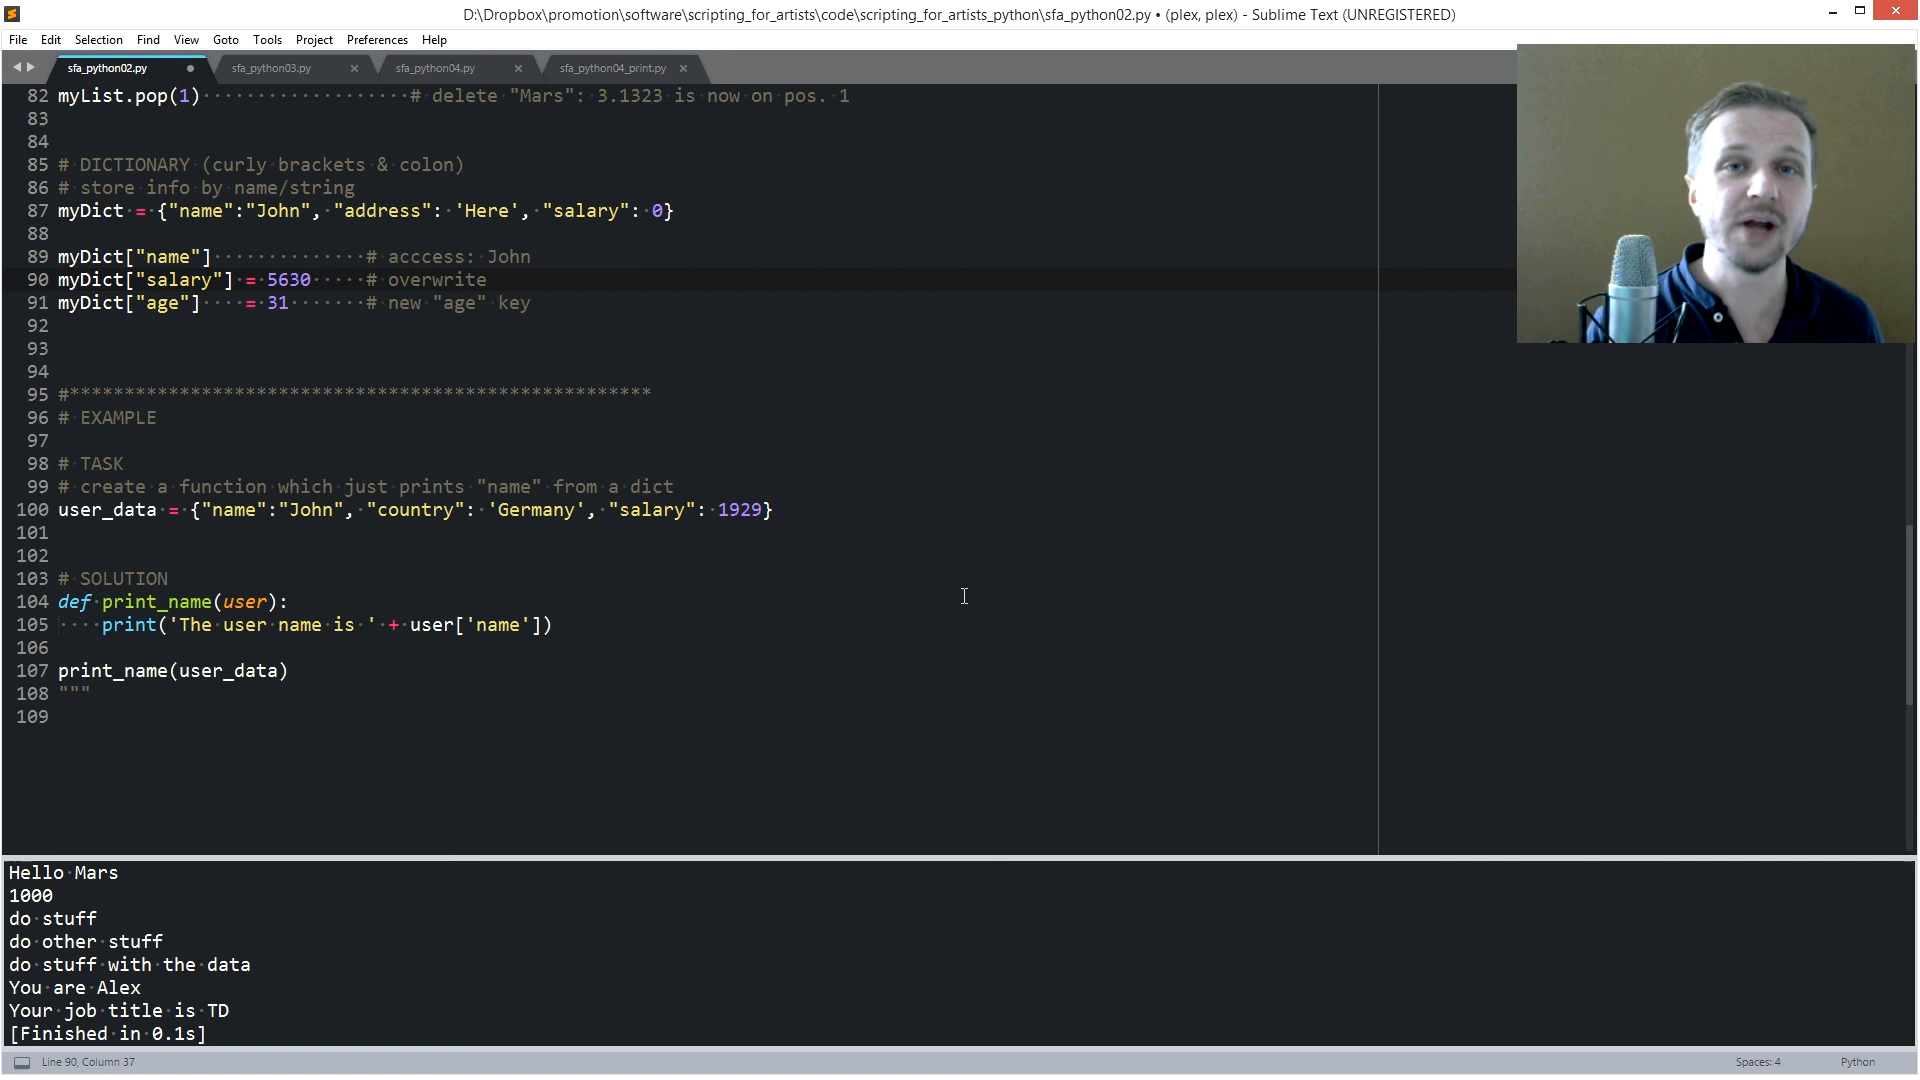 D:\Dropbox\promotion\software\scripting_for_artists\code\scripting_for_artists_python\sfa_python02.py • (plex, plex) - Sublime Text (UNREGISTERED)
File Edit Selection Find View Goto Tools Project Preferences Help
sfa_python02.py sfa_python03.py sfa_python04.py sfa_python04_print.py
82 myList.pop(1) # delete "Mars": 3.1323 is now on pos. 1
83
84
85 # DICTIONARY (curly brackets & colon)
86 # store info by name/string
87 myDict = {"name":"John", "address": 'Here', "salary": 0}
88
89 myDict["name"] # acccess: John
90 myDict["salary"] = 5630 # overwrite
91 myDict["age"] = 31 # new "age" key
92
93
94
95 #*****************************************************
96 # EXAMPLE
97
98 # TASK
99 # create a function which just prints "name" from a dict
100 user_data = {"name":"John", "country": 'Germany', "salary": 1929}
101
102
103 # SOLUTION
104 def print_name(user):
105 print('The user name is ' + user['name'])
106
107 print_name(user_data)
108 """
109
Hello Mars
1000
do stuff
do other stuff
do stuff with the data
You are Alex
Your job title is TD
[Finished in 0.1s]
Line 90, Column 37 Spaces: 4 Python